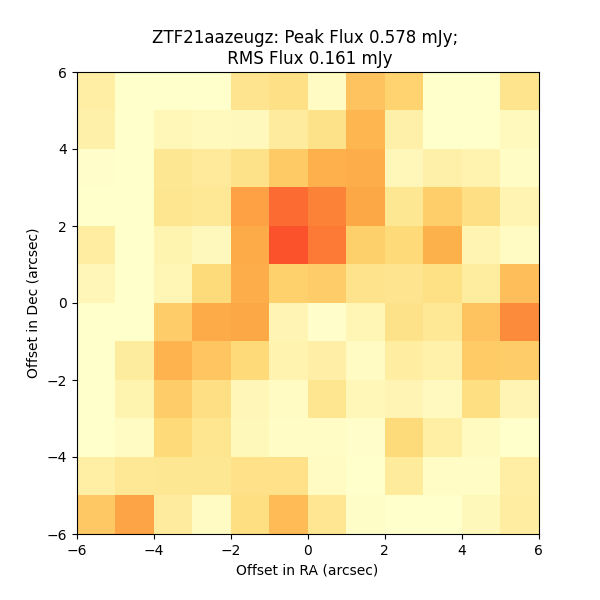 ZTF21aazeugz: Peak Flux 0.578 mJy;
RMS Flux 0.161 mJy
6
4
2
0
−2
−4
−6
Offset in Dec (arcsec)
−6 −4 −2 0 2 4 6
Offset in RA (arcsec)